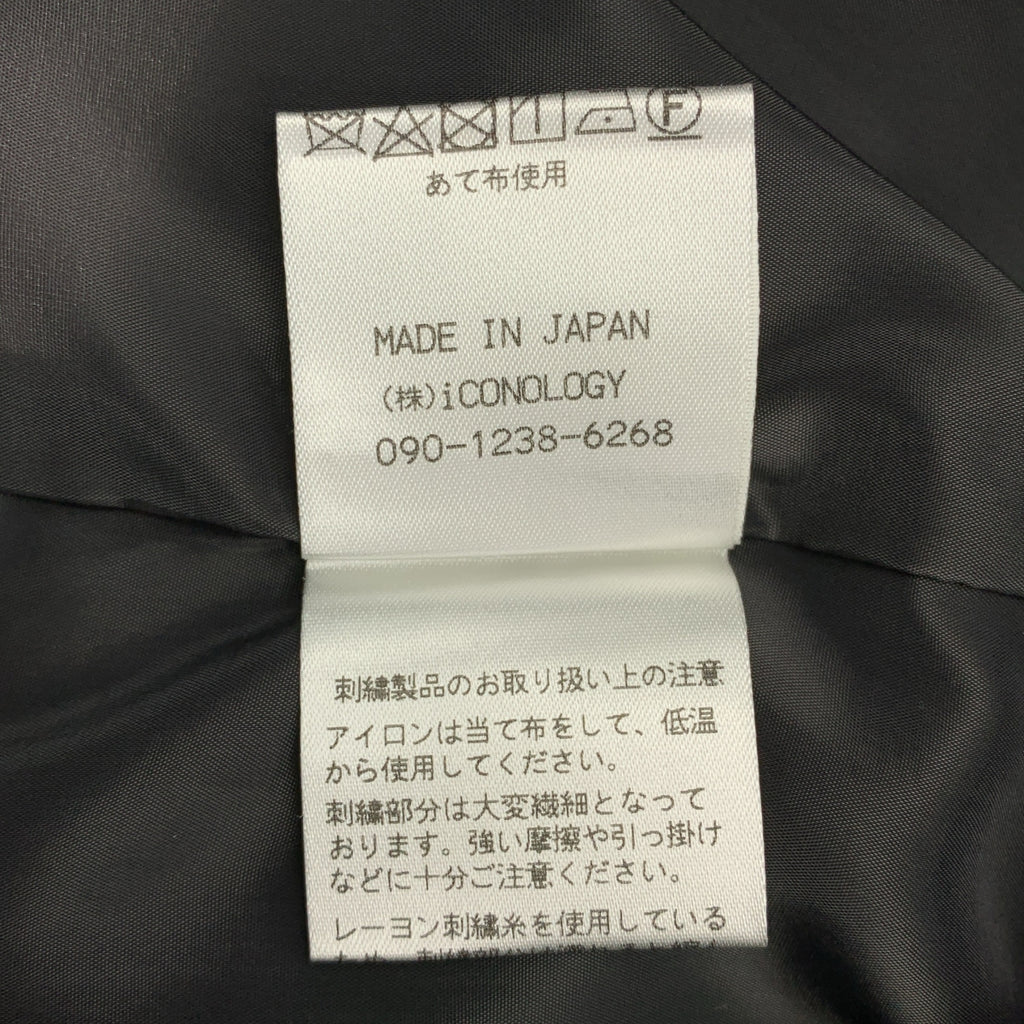 F
あて布使用
MADE IN JAPAN
(株)iCONOLOGY
090-1238-6268
刺繍製品のお取り扱い上の注意
アイロンは当て布をして、低温
から使用してください。
刺繍部分は大変繊細となって
おります。強い摩擦や引っ掛け
などに十分ご注意ください。
レーヨン刺繍糸を使用している